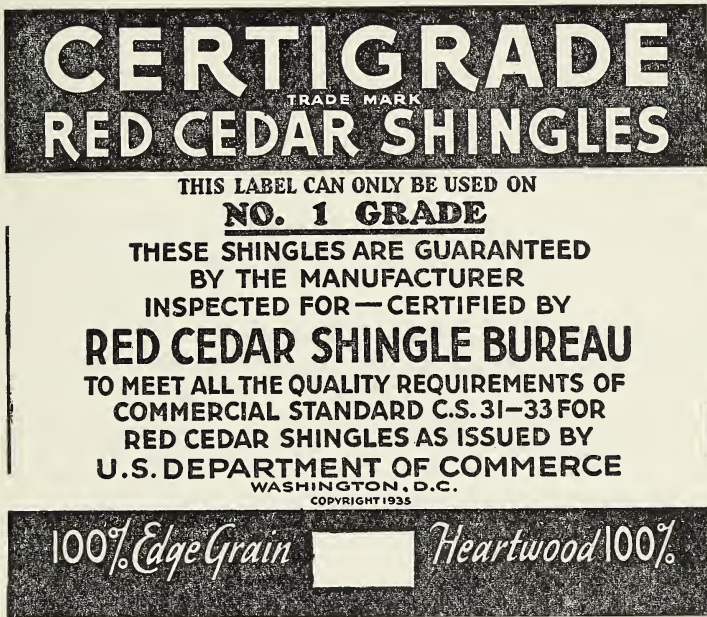 CERTIGRADE
TRADE MARK
RED CEDAR SHINGLES
THIS LABEL CAN ONLY BE USED ON
NO. 1 GRADE
THESE SHINGLES ARE GUARANTEED
BY THE MANUFACTURER
INSPECTED FOR—CERTIFIED BY
RED CEDAR SHINGLE BUREAU
TO MEET ALL THE QUALITY REQUIREMENTS OF
COMMERCIAL STANDARD C.S. 31-33 FOR
RED CEDAR SHINGLES AS ISSUED BY
U.S. DEPARTMENT OF COMMERCE
WASHINGTON, D.C.
COPYRIGHT 1935
100% Edge Grain Heartwood 100%